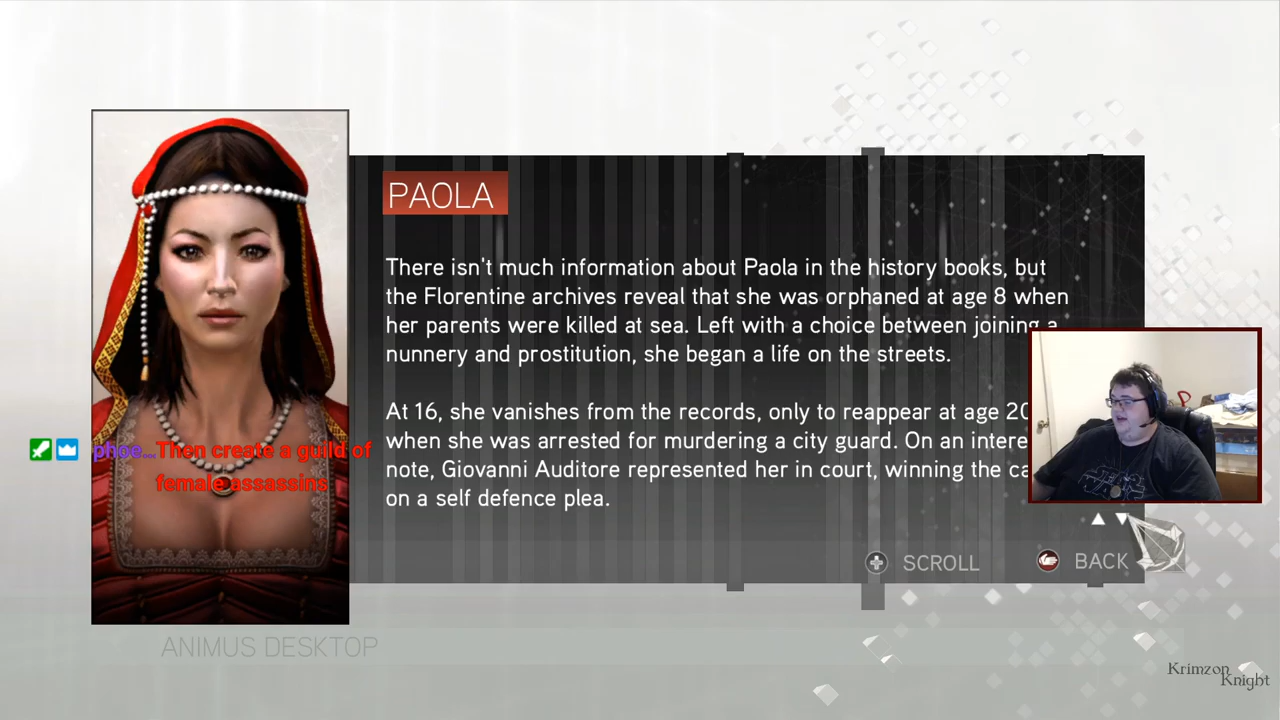 PAOLA
There isn't much information about Paola in the history books, but
the Florentine archives reveal that she was orphaned at age 8 when
her parents were killed at sea. Left with a choice between joining a
nunnery and prostitution, she began a life on the streets.
At 16, she vanishes from the records, only to reappear at age 20
when she was arrested for murdering a city guard. On an
note, Giovanni Auditore represented her in court, winning the
on a self defence plea.
phoe...Then create a guild of
female assassins
SCROLL
BACK
ANIMUS DESKTOP
Krimzon
Knight